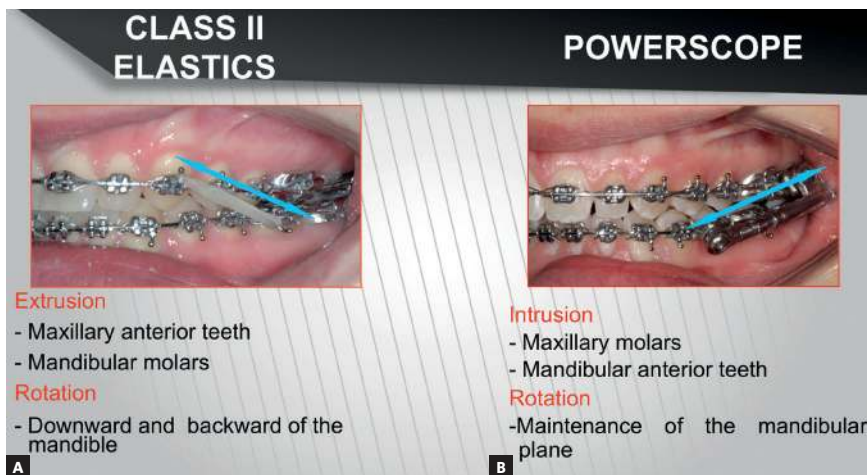 CLASS II
ELASTICS
Extrusion
- Maxillary anterior teeth
- Mandibular molars
Rotation
- Downward and backward of the
mandible
A
POWERSCOPE
Intrusion
- Maxillary molars
- Mandibular anterior teeth
Rotation
-Maintenance of the mandibular
plane
B